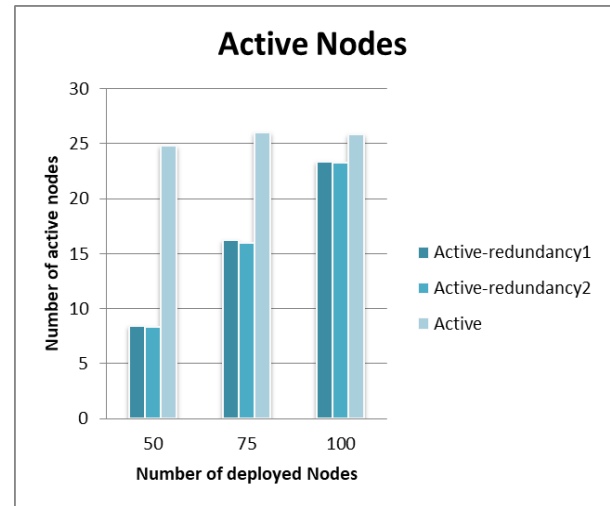 Active Nodes
30
25
20
15
10
5
0
Number of active nodes
50 75 100
Number of deployed Nodes
Active-redundancy1
Active-redundancy2
Active